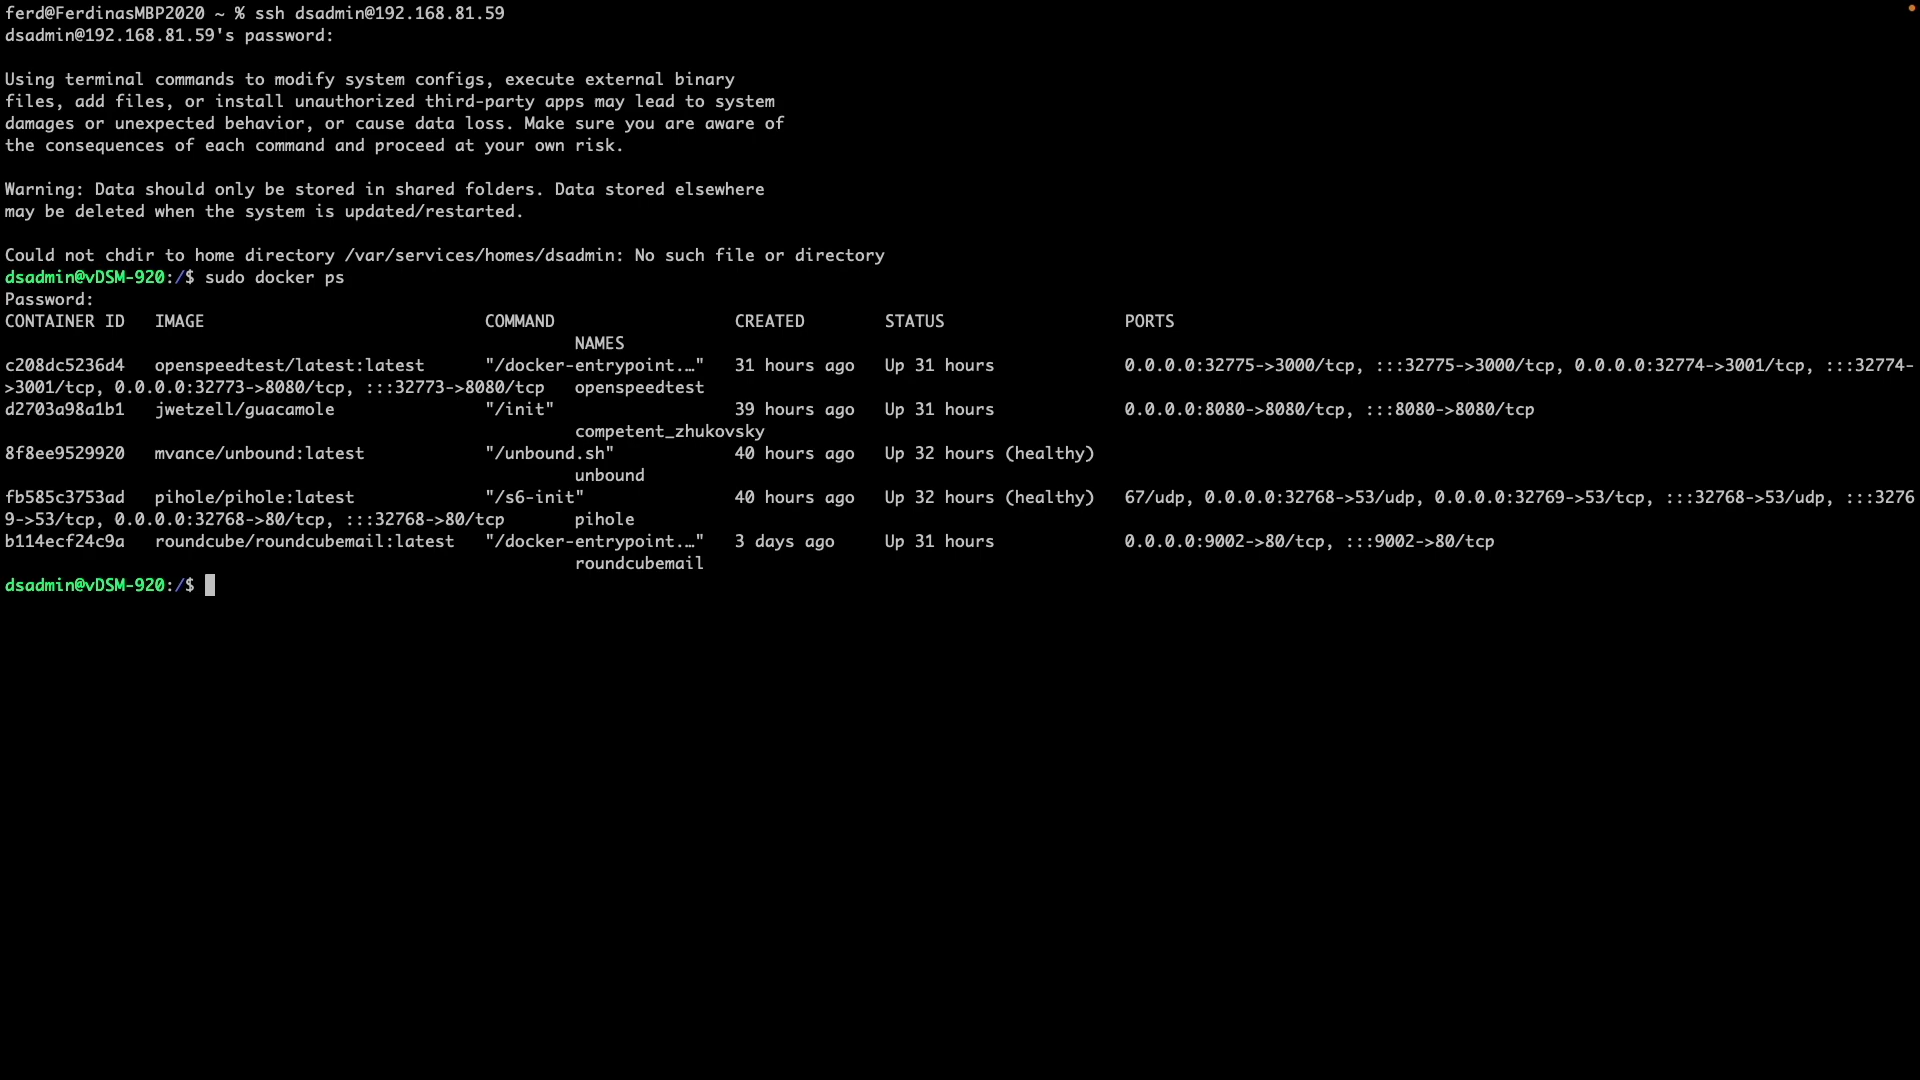 ferd@FerdinasMBP2020 ~ % ssh dsadmin@192.168.81.59
dsadmin@192.168.81.59's password:
Using terminal commands to modify system configs, execute external binary
files, add files, or install unauthorized third-party apps may lead to system
damages or unexpected behavior, or cause data loss. Make sure you are aware of
the consequences of each command and proceed at your own risk.
Warning: Data should only be stored in shared folders. Data stored elsewhere
may be deleted when the system is updated/restarted.
Could not chdir to home directory /var/services/homes/dsadmin: No such file or directory
dsadmin@vDSM-920:/$ sudo docker ps
Password:
CONTAINER ID   IMAGE                            COMMAND                  CREATED        STATUS                  PORTS
                                                         NAMES
c208dc5236d4   openspeedtest/latest:latest      "/docker-entrypoint.…"   31 hours ago   Up 31 hours             0.0.0.0:32775->3000/tcp, :::32775->3000/tcp, 0.0.0.0:32774->3001/tcp, :::32774-
>3001/tcp, 0.0.0.0:32773->8080/tcp, :::32773->8080/tcp   openspeedtest
d2703a98a1b1   jwetzell/guacamole               "/init"                  39 hours ago   Up 31 hours             0.0.0.0:8080->8080/tcp, :::8080->8080/tcp
                                                         competent_zhukovsky
8f8ee9529920   mvance/unbound:latest            "/unbound.sh"            40 hours ago   Up 32 hours (healthy)
                                                         unbound
fb585c3753ad   pihole/pihole:latest             "/s6-init"               40 hours ago   Up 32 hours (healthy)   67/udp, 0.0.0.0:32768->53/udp, 0.0.0.0:32769->53/tcp, :::32768->53/udp, :::3276
9->53/tcp, 0.0.0.0:32768->80/tcp, :::32768->80/tcp       pihole
b114ecf24c9a   roundcube/roundcubemail:latest   "/docker-entrypoint.…"   3 days ago     Up 31 hours             0.0.0.0:9002->80/tcp, :::9002->80/tcp
                                                         roundcubemail
dsadmin@vDSM-920:/$